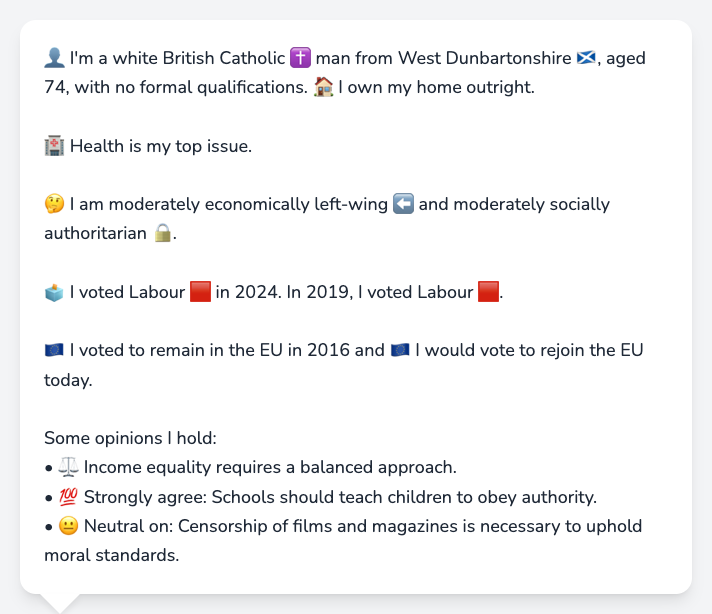 👤 I'm a white British Catholic ✝️ man from West Dunbartonshire 🏴󠁧󠁢󠁳󠁣󠁴󠁿, aged
74, with no formal qualifications. 🏠 I own my home outright.
🏥 Health is my top issue.
🤔 I am moderately economically left-wing ⬅️ and moderately socially
authoritarian 🔒.
🗳️ I voted Labour 🟥 in 2024. In 2019, I voted Labour 🟥.
🇪🇺 I voted to remain in the EU in 2016 and 🇪🇺 I would vote to rejoin the EU
today.
Some opinions I hold:
• ⚖️ Income equality requires a balanced approach.
• 💯 Strongly agree: Schools should teach children to obey authority.
• 😐 Neutral on: Censorship of films and magazines is necessary to uphold
moral standards.